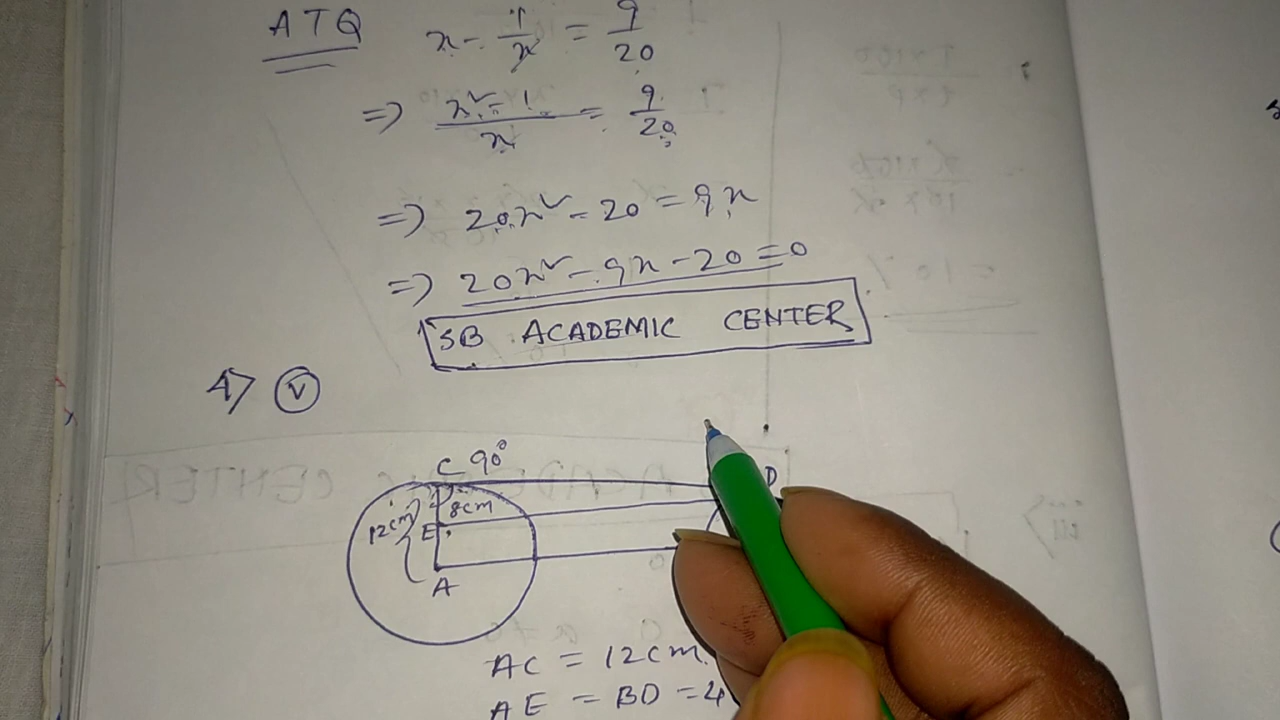 ATQ x - 1/x = 9/20
=> x² - 1/x = 9/20
=> 20x² - 20 = 9x
=> 20x² - 9x - 20 = 0
SB ACADEMIC CENTER
4> V
C 90° D
12cm 8cm
E
A
AC = 12cm.
AE = BD = 4